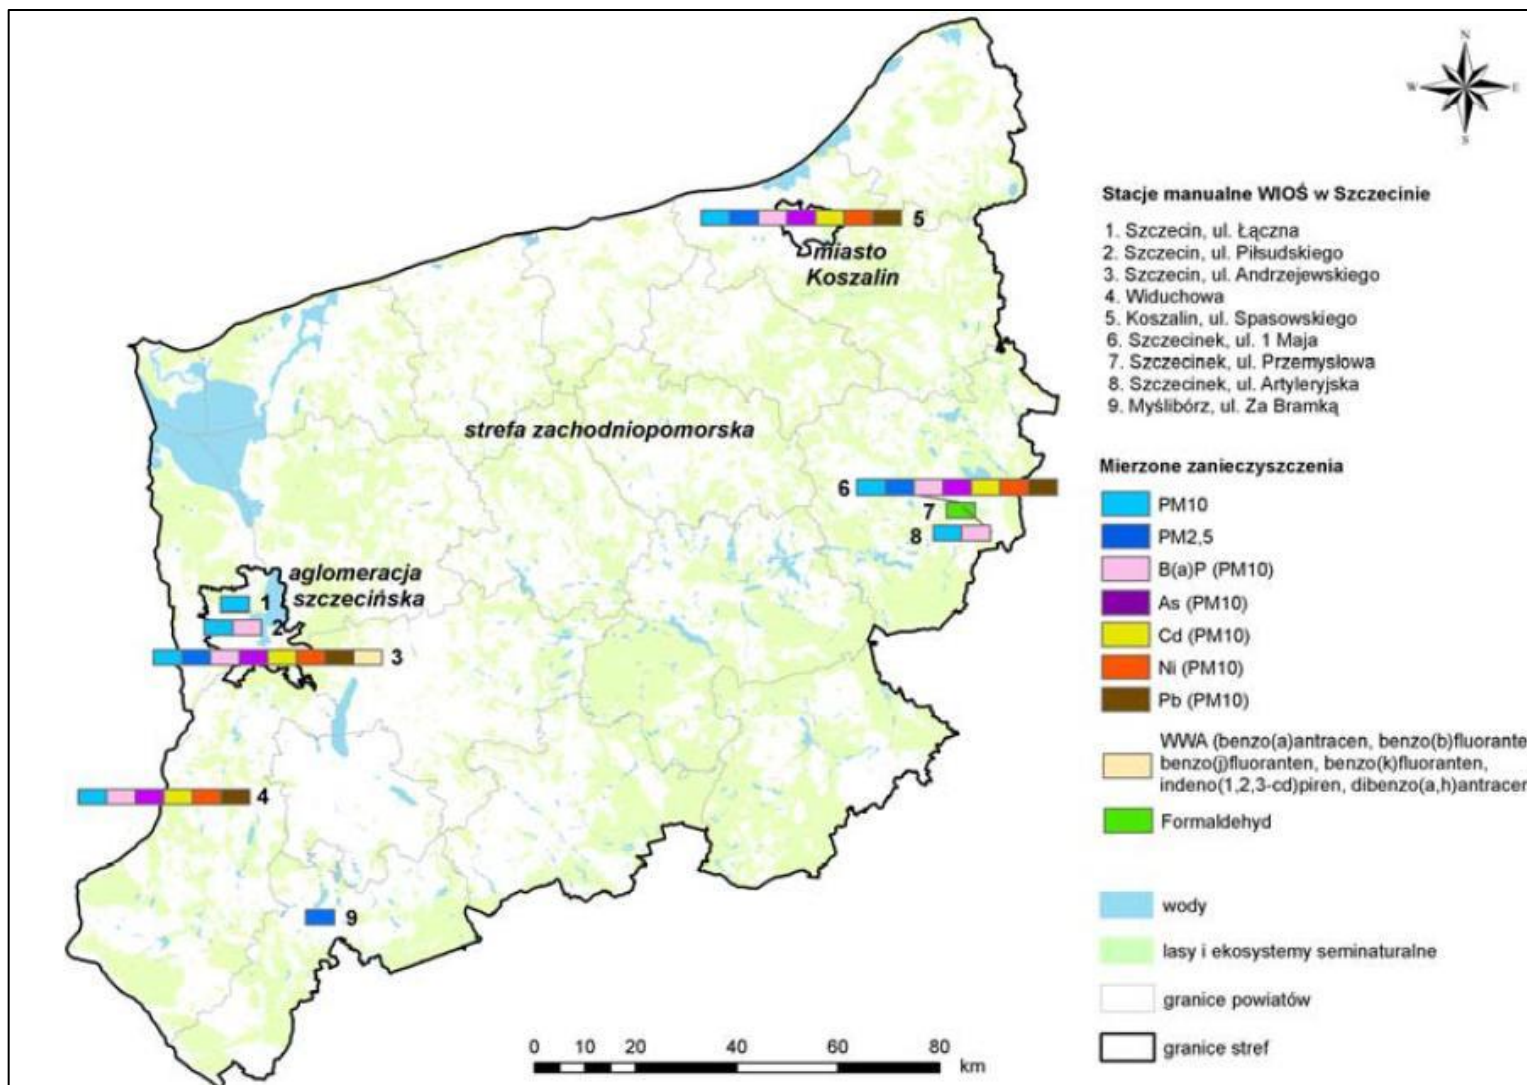 N
W E
S
Stacje manualne WIOŚ w Szczecinie
1. Szczecin, ul. Łączna
2. Szczecin, ul. Piłsudskiego
3. Szczecin, ul. Andrzejewskiego
4. Widuchowa
5. Koszalin, ul. Spasowskiego
6. Szczecinek, ul. 1 Maja
7. Szczecinek, ul. Przemysłowa
8. Szczecinek, ul. Artyleryjska
9. Myślibórz, ul. Za Bramką
5
miasto
Koszalin
strefa zachodniopomorska
6
7
8
aglomeracja
szczecińska
1
2
3
4
9
Mierzone zanieczyszczenia
PM10
PM2,5
B(a)P (PM10)
As (PM10)
Cd (PM10)
Ni (PM10)
Pb (PM10)
WWA (benzo(a)antracen, benzo(b)fluorante
benzo(j)fluoranten, benzo(k)fluoranten,
indeno(1,2,3-cd)piren, dibenzo(a,h)antracen
Formaldehyd
wody
lasy i ekosystemy seminaturalne
granice powiatów
granice stref
0 10 20 40 60 80
km